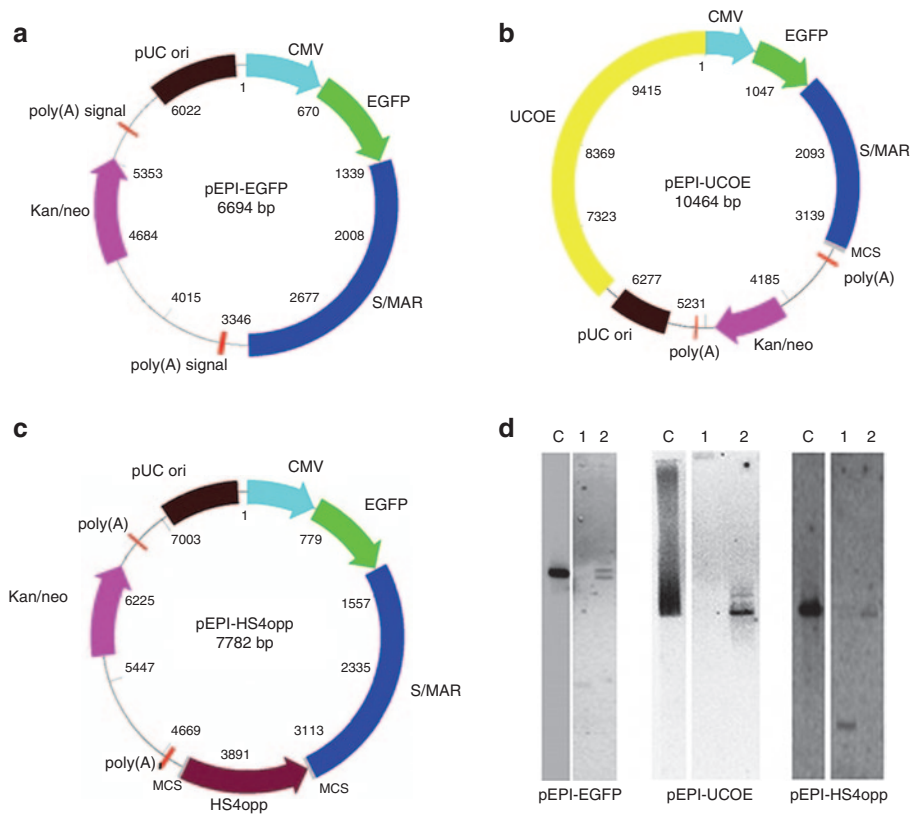 a
pUC ori
CMV
EGFP
poly(A) signal
6022
1
670
5353
1339
Kan/neo
pEPI-EGFP
6694 bp
4684
2008
4015
2677
3346
S/MAR
poly(A) signal
b
CMV
EGFP
1
9415
1047
UCOE
S/MAR
8369
2093
pEPI-UCOE
10464 bp
7323
3139
MCS
6277
4185
poly(A)
5231
pUC ori
poly(A)
Kan/neo
c
pUC ori
CMV
EGFP
poly(A)
1
7003
779
Kan/neo
6225
1557
pEPI-HS4opp
7782 bp
5447
2335
S/MAR
4669
3113
3891
poly(A)
MCS
MCS
HS4opp
d
C 1 2
C 1 2
C 1 2
pEPI-EGFP
pEPI-UCOE
pEPI-HS4opp